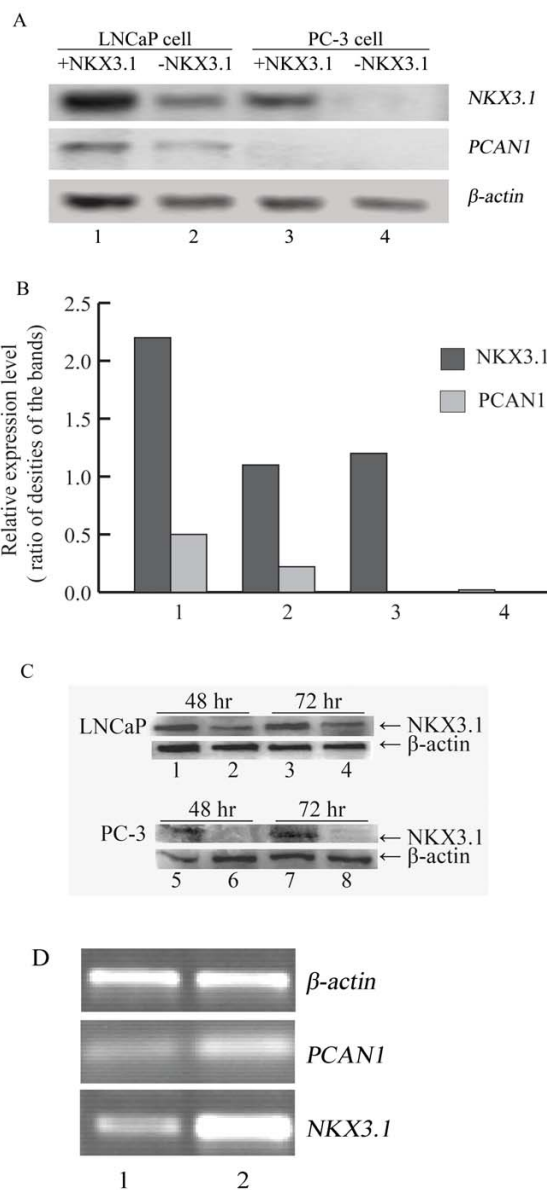 A
LNCaP cell PC-3 cell
+NKX3.1 -NKX3.1 +NKX3.1 -NKX3.1
NKX3.1
PCAN1
β-actin
1 2 3 4
B
Relative expression level
( ratio of desities of the bands)
2.5
2.0
1.5
1.0
0.5
0.0
NKX3.1
PCAN1
1 2 3 4
C
48 hr 72 hr
LNCaP ← NKX3.1
← β-actin
1 2 3 4
48 hr 72 hr
PC-3 ← NKX3.1
← β-actin
5 6 7 8
D
β-actin
PCAN1
NKX3.1
1 2